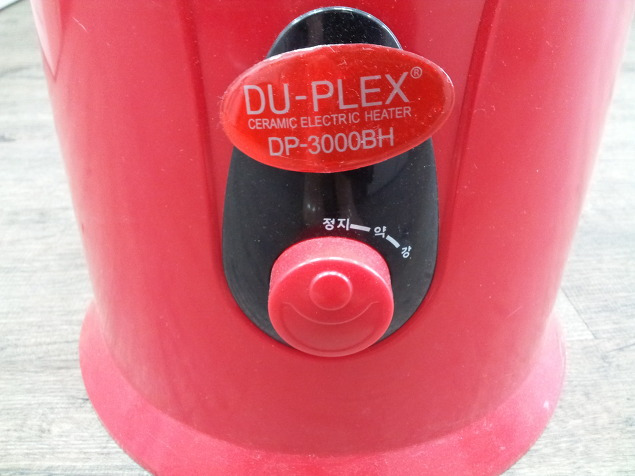 DU-PLEX®
CERAMIC ELECTRIC HEATER
DP-3000BH
정지 약 강